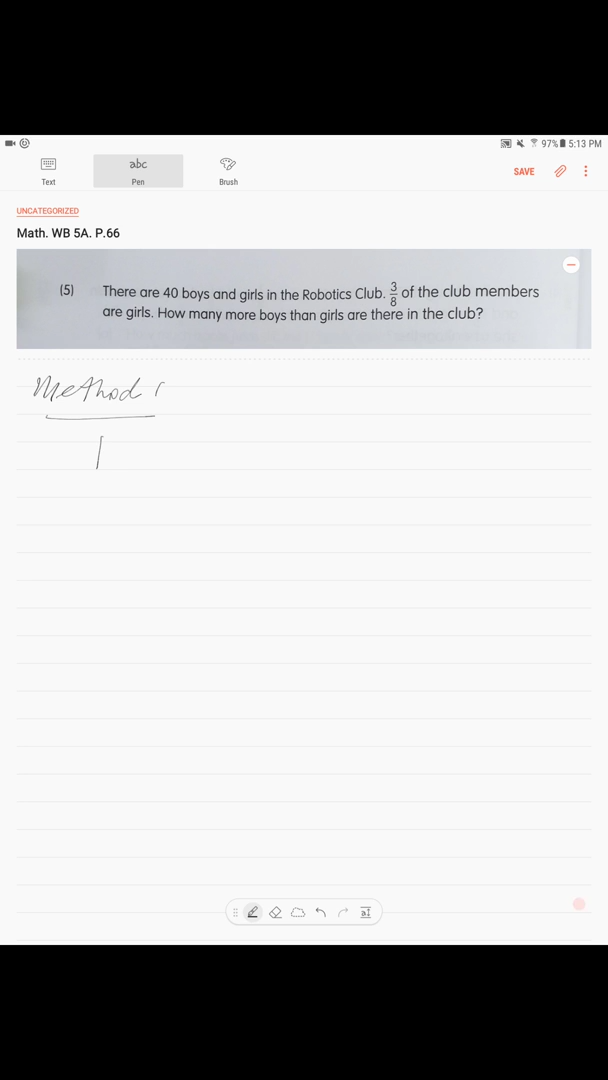 97% 5:13 PM
Text
abc
Pen
Brush
SAVE
UNCATEGORIZED
Math. WB 5A. P.66
(5) There are 40 boys and girls in the Robotics Club. 3/8 of the club members
are girls. How many more boys than girls are there in the club?
Method
aI